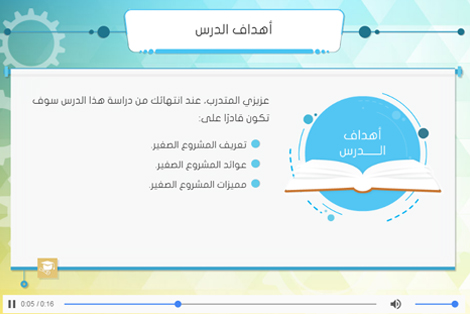 أهداف الدرس
عزيزي المتدرب، عند انتهائك من دراسة هذا الدرس سوف
تكون قادرًا على:
تعريف المشروع الصغير.
عوائد المشروع الصغير.
مميزات المشروع الصغير.
أهداف
الـــدرس
0:05 / 0:16